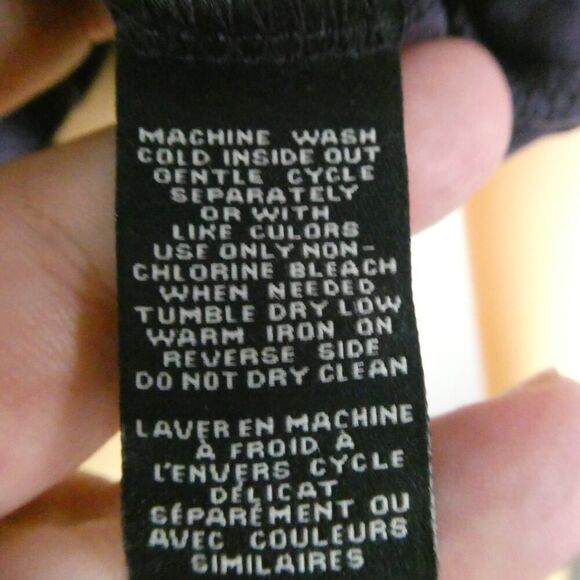 MACHINE WASH
COLD INSIDE OUT
GENTLE CYCLE
SEPARATELY
OR WITH
LIKE CULORS
USE ONLY NON-
CHLORINE BLEACH
WHEN NEEDED
TUMBLE DRY LOW
WARM IRON ON
REVERSE SIDE
DO NOT DRY CLEAN
LAVER EN MACHINE
À FROID À
L'ENVERS CYCLE
DÉLICAT
SÉPARÉMENT OU
AVEC COULEURS
SIMILAIRES